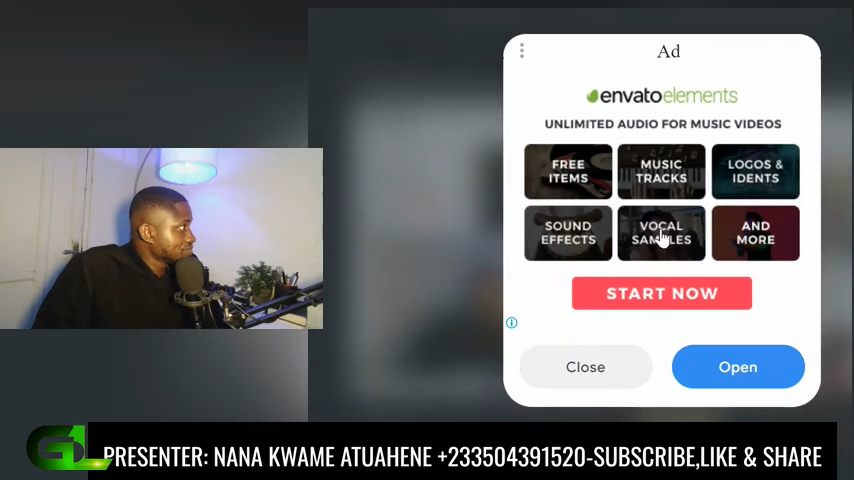 Ad
envatoelements
UNLIMITED AUDIO FOR MUSIC VIDEOS
FREE ITEMS
MUSIC TRACKS
LOGOS & IDENTS
SOUND EFFECTS
VOCAL SAMPLES
AND MORE
START NOW
Close
Open
PRESENTER: NANA KWAME ATUAHENE +233504391520-SUBSCRIBE,LIKE & SHARE